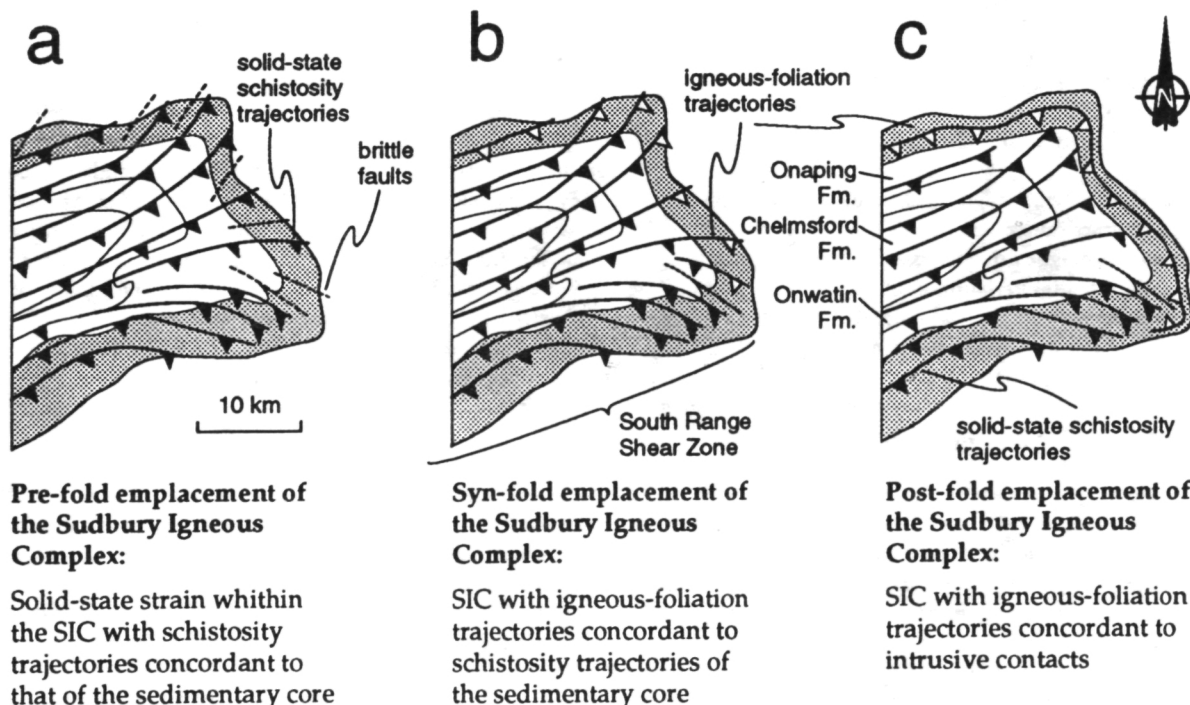 a
b
c
N
solid-state
schistosity
trajectories
brittle
faults
igneous-foliation
trajectories
Onaping
Fm.
Chelmsford
Fm.
Onwatin
Fm.
10 km
South Range
Shear Zone
solid-state schistosity
trajectories
Pre-fold emplacement of
the Sudbury Igneous
Complex:
Solid-state strain whithin
the SIC with schistosity
trajectories concordant to
that of the sedimentary core
Syn-fold emplacement of
the Sudbury Igneous
Complex:
SIC with igneous-foliation
trajectories concordant to
schistosity trajectories of
the sedimentary core
Post-fold emplacement of
the Sudbury Igneous
Complex:
SIC with igneous-foliation
trajectories concordant to
intrusive contacts